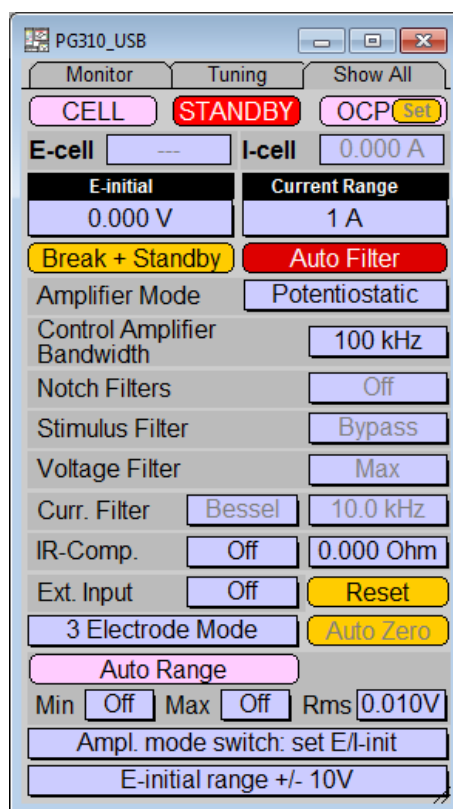 PG310_USB
Monitor Tuning Show All
CELL STANDBY OCP Set
E-cell --- I-cell 0.000 A
E-initial Current Range
0.000 V 1 A
Break + Standby Auto Filter
Amplifier Mode Potentiostatic
Control Amplifier
Bandwidth 100 kHz
Notch Filters Off
Stimulus Filter Bypass
Voltage Filter Max
Curr. Filter Bessel 10.0 kHz
IR-Comp. Off 0.000 Ohm
Ext. Input Off Reset
3 Electrode Mode Auto Zero
Auto Range
Min Off Max Off Rms 0.010V
Ampl. mode switch: set E/I-init
E-initial range +/- 10V